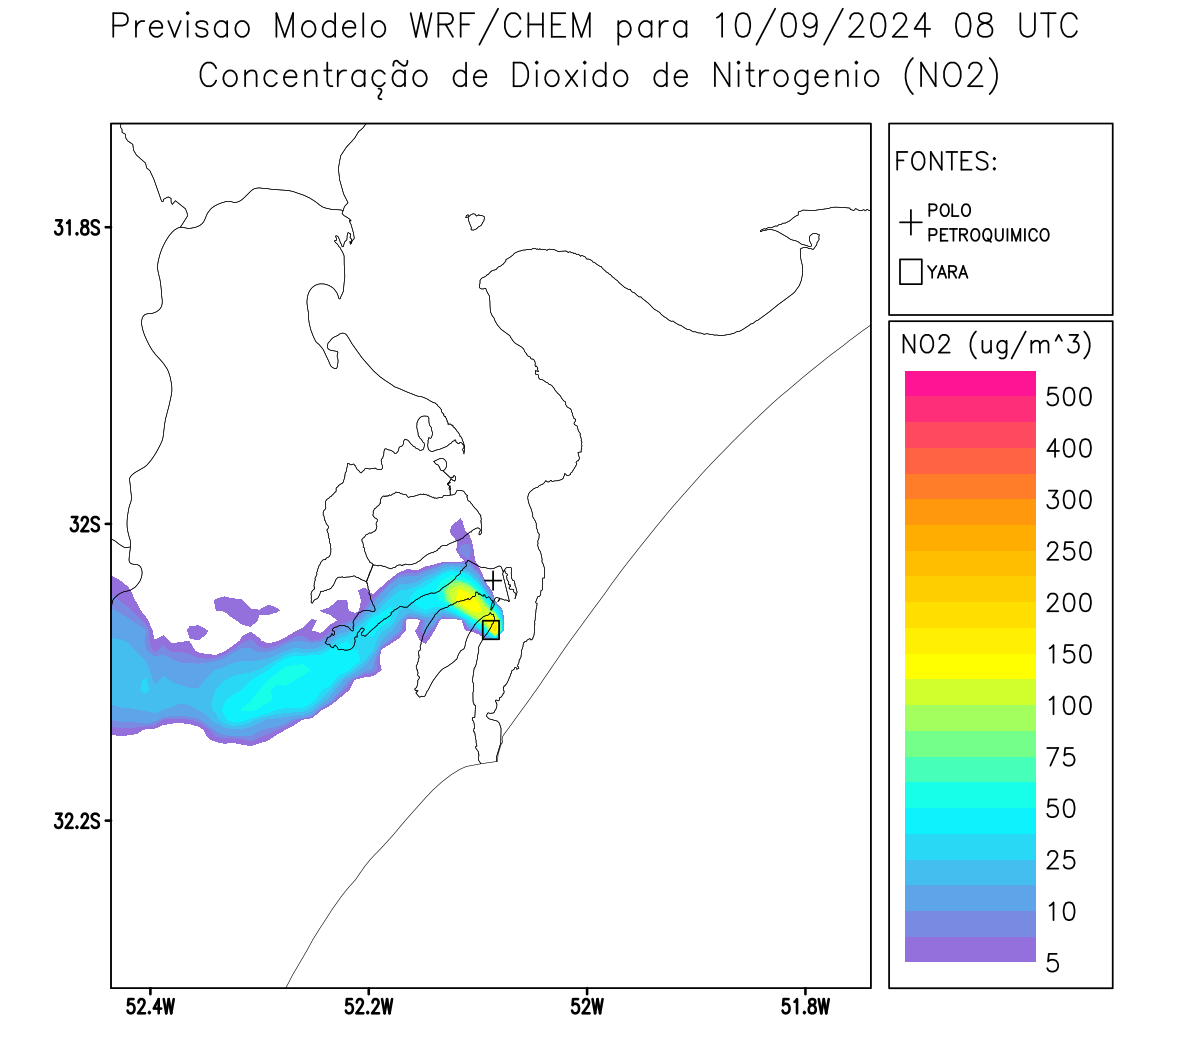 Previsao Modelo WRF/CHEM para 10/09/2024 08 UTC
Concentração de Dioxido de Nitrogenio (NO2)
FONTES:
POLO
PETROQUIMICO
YARA
NO2 (ug/m^3)
500
400
300
250
200
150
100
75
50
25
10
5
31.8S
32S
32.2S
52.4W
52.2W
52W
51.8W